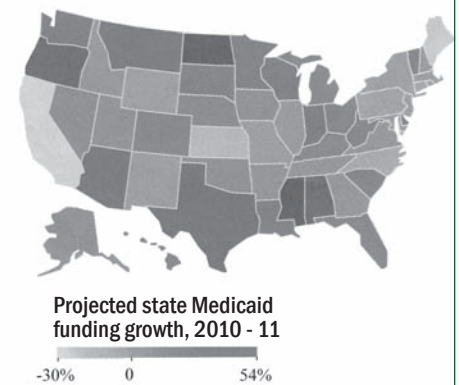 Projected state Medicaid
funding growth, 2010 - 11
-30% 0 54%